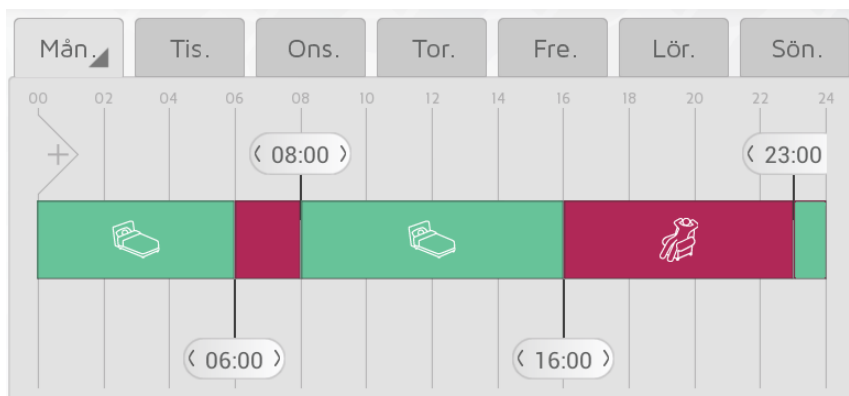 Mån. Tis. Ons. Tor. Fre. Lör. Sön.
00 02 04 06 08 10 12 14 16 18 20 22 24
+ 08:00 23:00
06:00 16:00